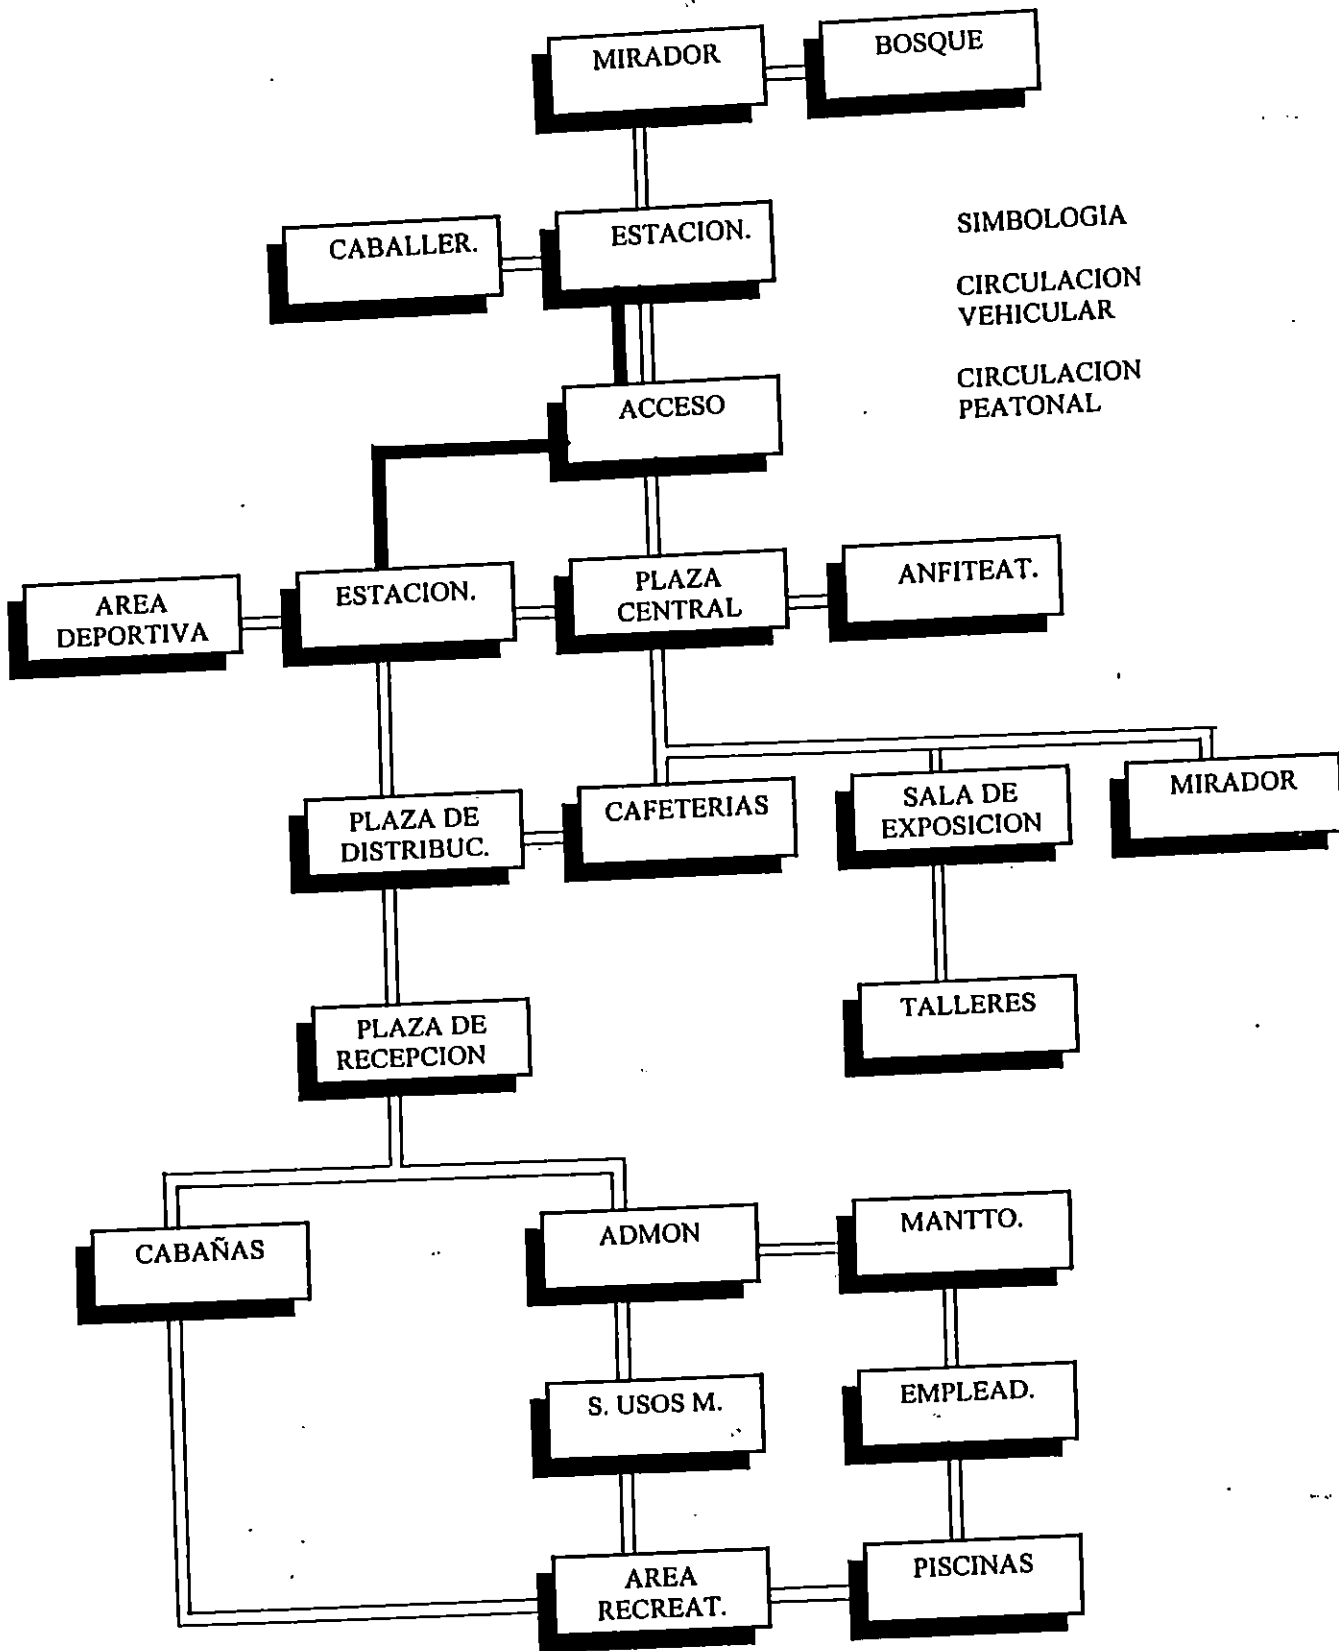 MIRADOR
BOSQUE
CABALLER.
ESTACION.
SIMBOLOGIA
CIRCULACION
VEHICULAR
CIRCULACION
PEATONAL
ACCESO
AREA
DEPORTIVA
ESTACION.
PLAZA
CENTRAL
ANFITEAT.
PLAZA DE
DISTRIBUC.
CAFETERIAS
SALA DE
EXPOSICION
MIRADOR
PLAZA DE
RECEPCION
TALLERES
CABAÑAS
ADMON
MANTTO.
S. USOS M.
EMPLEAD.
AREA
RECREAT.
PISCINAS